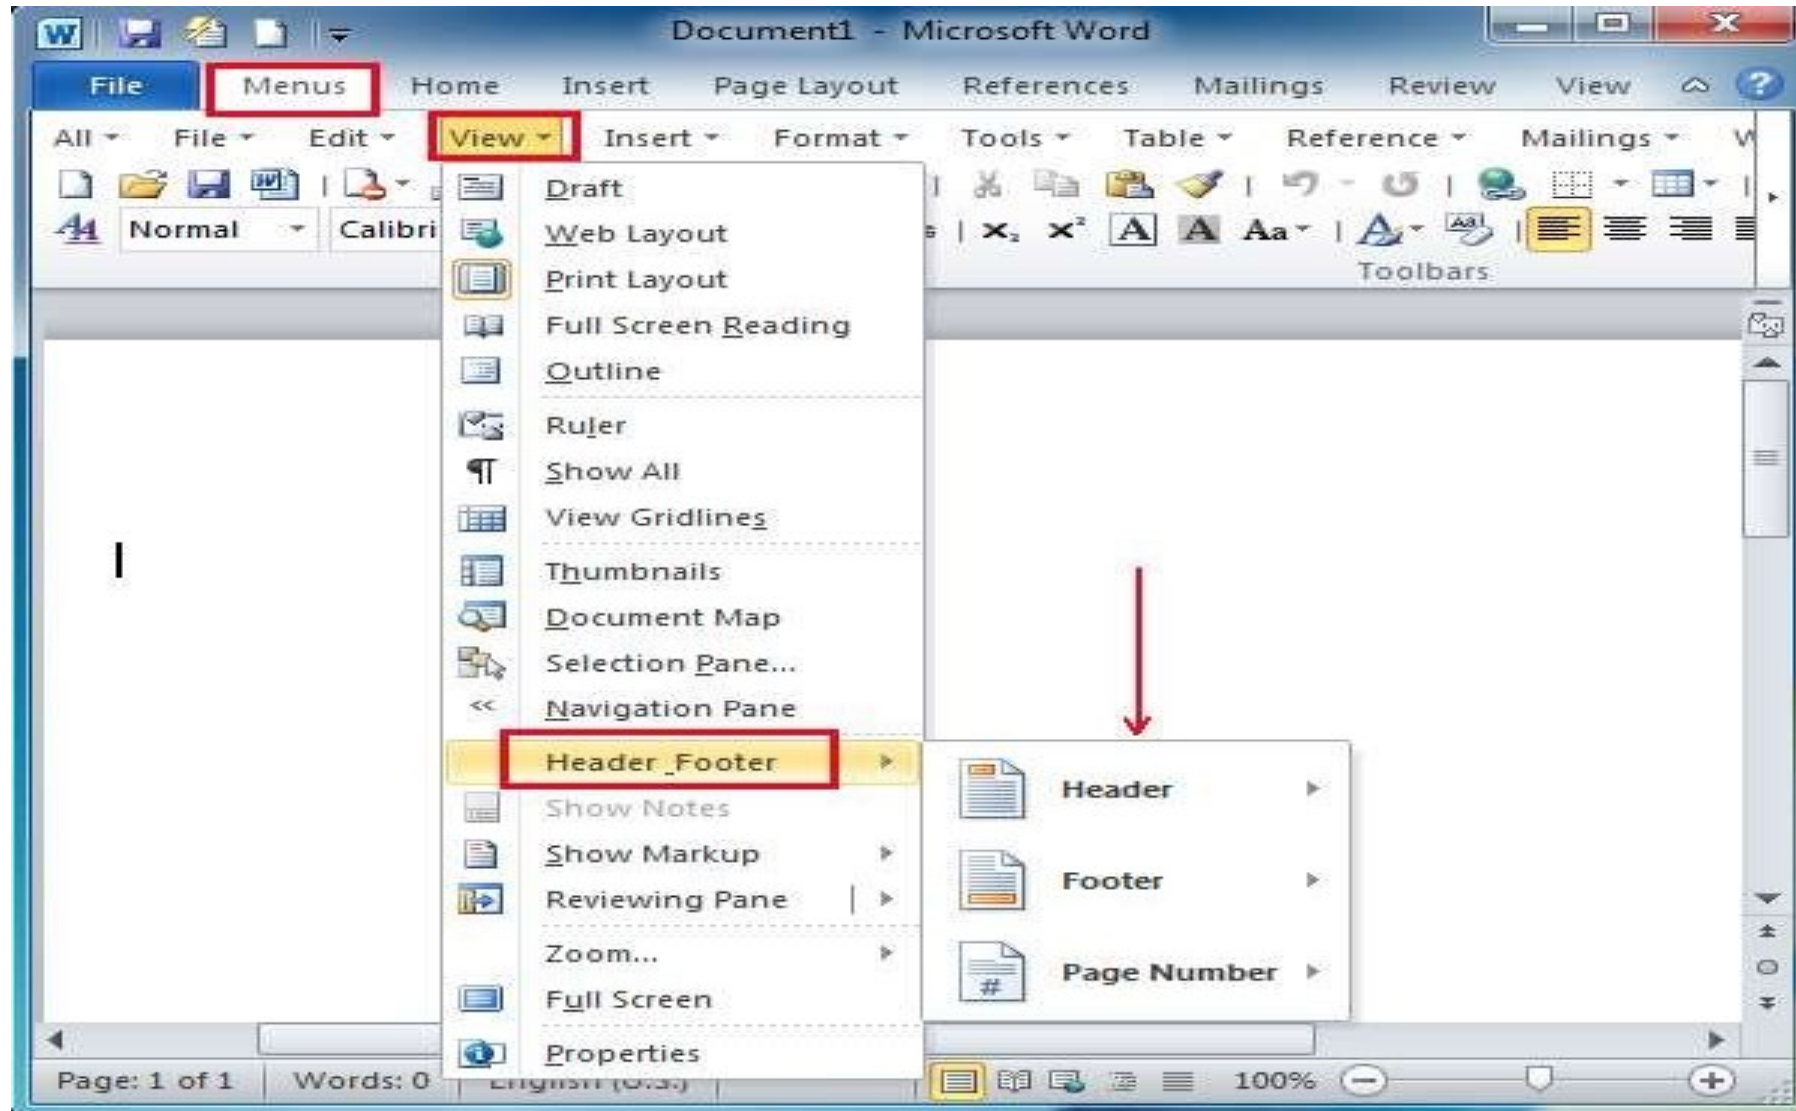 Document1 - Microsoft Word
File Menus Home Insert Page Layout References Mailings Review View
All File Edit View Insert Format Tools Table Reference Mailings
Normal Calibri Aa
Toolbars
Draft
Web Layout
Print Layout
Full Screen Reading
Outline
Ruler
Show All
View Gridlines
Thumbnails
Document Map
Selection Pane...
Navigation Pane
Header _Footer
Header
Show Notes
Show Markup
Footer
Reviewing Pane
Zoom...
Page Number
Full Screen
Properties
Page: 1 of 1 Words: 0 English (U.S.) 100%